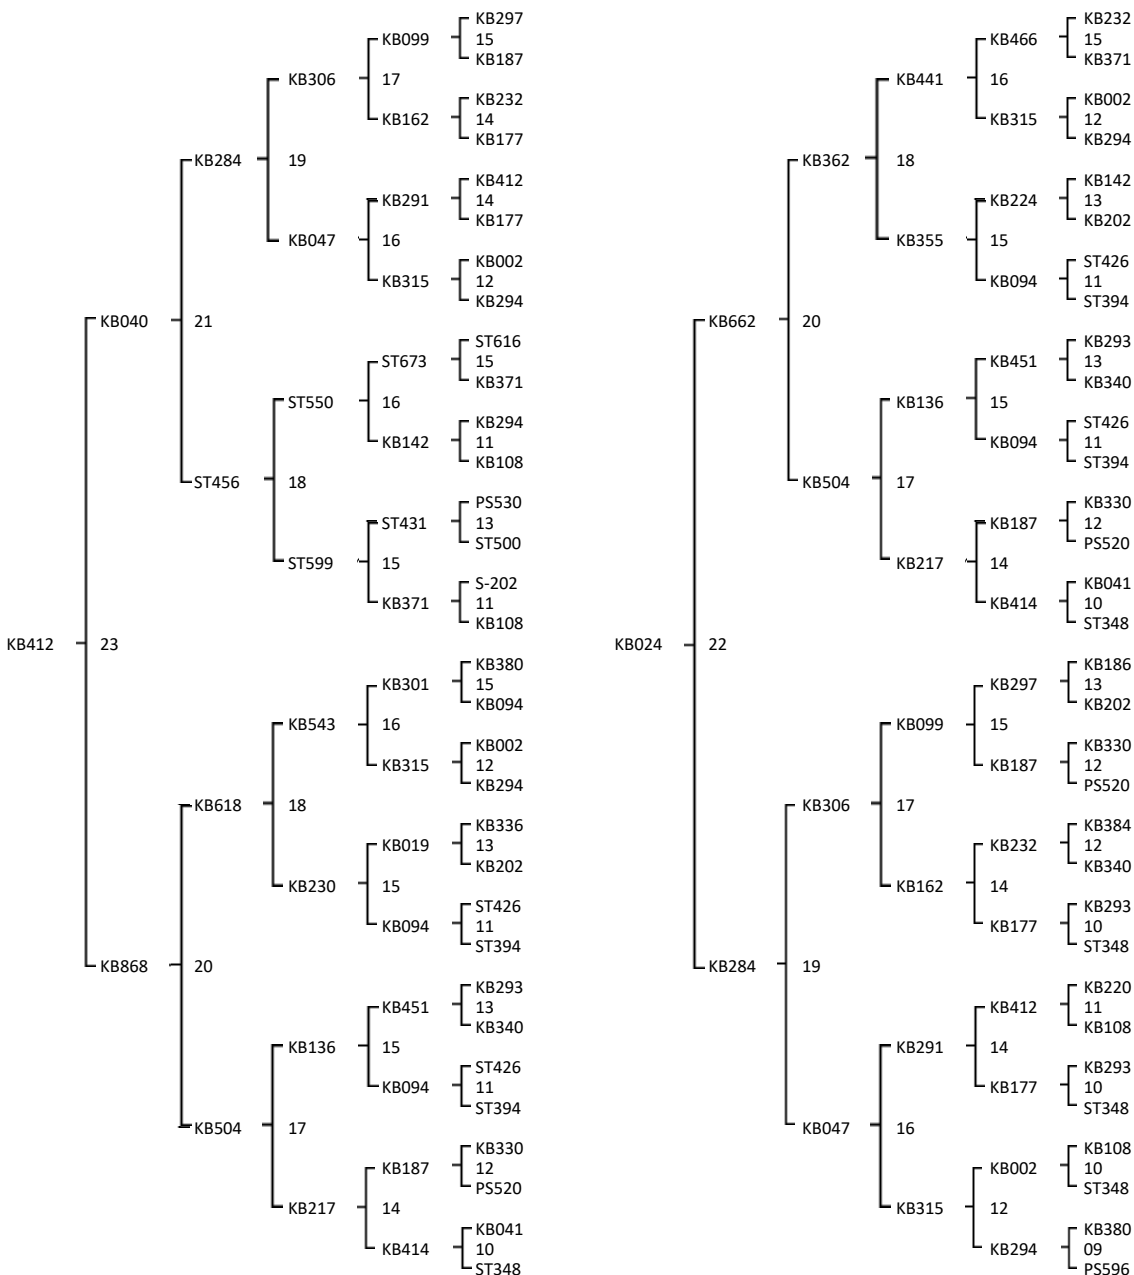 KB297
KB099 15
KB187
KB306 17
KB232
KB162 14
KB177
KB284 19
KB412
KB291 14
KB177
KB047 16
KB002
KB315 12
KB294
KB040 21
ST616
ST673 15
KB371
ST550 16
KB294
KB142 11
KB108
ST456 18
PS530
ST431 13
ST500
ST599 15
S-202
KB371 11
KB108
KB412 23
KB380
KB301 15
KB094
KB543 16
KB002
KB315 12
KB294
KB618 18
KB336
KB019 13
KB202
KB230 15
ST426
KB094 11
ST394
KB868 20
KB293
KB451 13
KB340
KB136 15
ST426
KB094 11
ST394
KB504 17
KB330
KB187 12
PS520
KB217 14
KB041
KB414 10
ST348
KB232
KB466 15
KB371
KB441 16
KB002
KB315 12
KB294
KB362 18
KB142
KB224 13
KB202
KB355 15
ST426
KB094 11
ST394
KB662 20
KB293
KB451 13
KB340
KB136 15
ST426
KB094 11
ST394
KB504 17
KB330
KB187 12
PS520
KB217 14
KB041
KB414 10
ST348
KB024 22
KB186
KB297 13
KB202
KB099 15
KB330
KB187 12
PS520
KB306 17
KB384
KB232 12
KB340
KB162 14
KB293
KB177 10
ST348
KB284 19
KB220
KB412 11
KB108
KB291 14
KB293
KB177 10
ST348
KB047 16
KB108
KB002 10
ST348
KB315 12
KB380
KB294 09
PS596